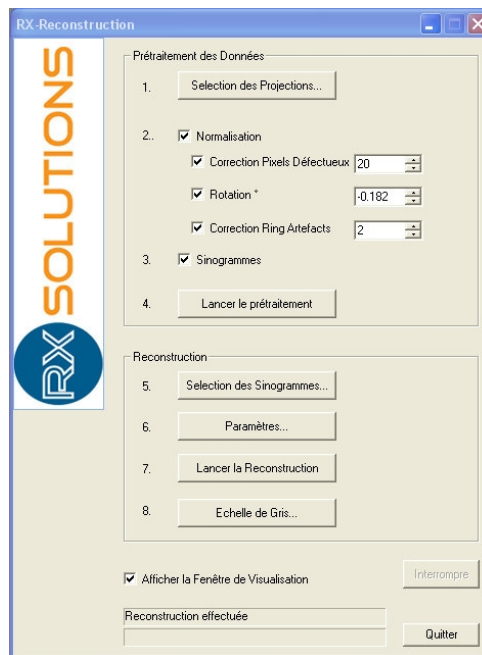 RX-Reconstruction
RX SOLUTIONS
Prétraitement des Données
1. Selection des Projections...
2.. Normalisation
Correction Pixels Défectueux 20
Rotation ° -0.182
Correction Ring Artefacts 2
3. Sinogrammes
4. Lancer le prétraitement
Reconstruction
5. Selection des Sinogrammes...
6. Paramètres...
7. Lancer la Reconstruction
8. Echelle de Gris...
Afficher la Fenêtre de Visualisation
Interrompre
Reconstruction effectuée
Quitter